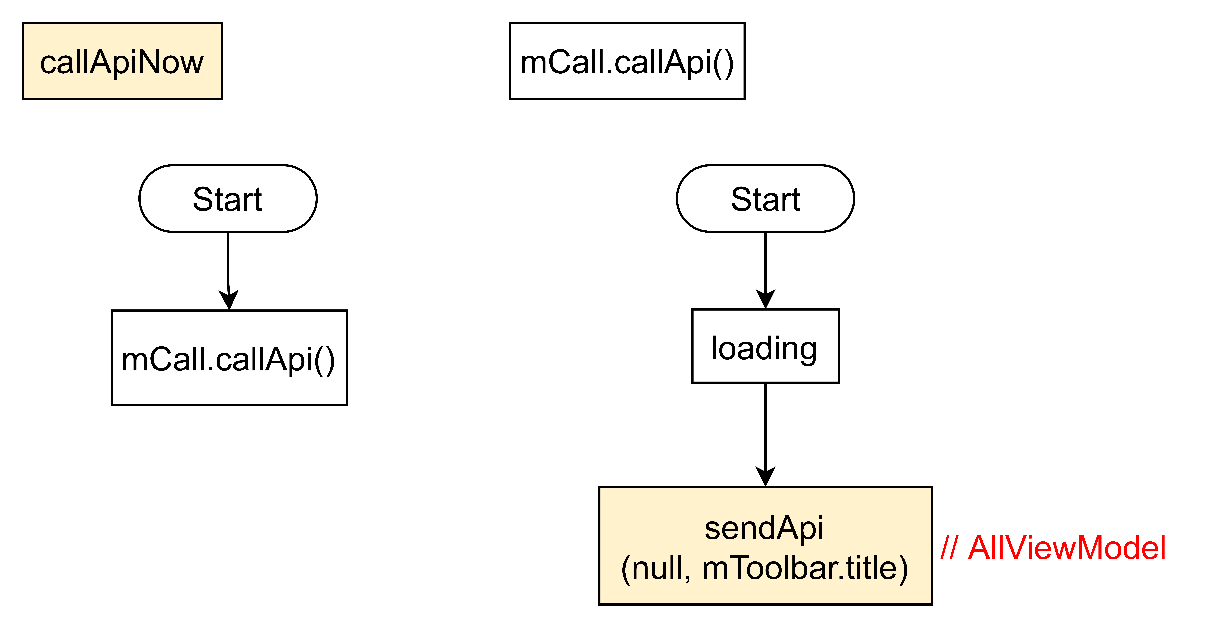 callApiNow
mCall.callApi()
Start
mCall.callApi()
Start
loading
sendApi
(null, mToolbar.title)
// AllViewModel